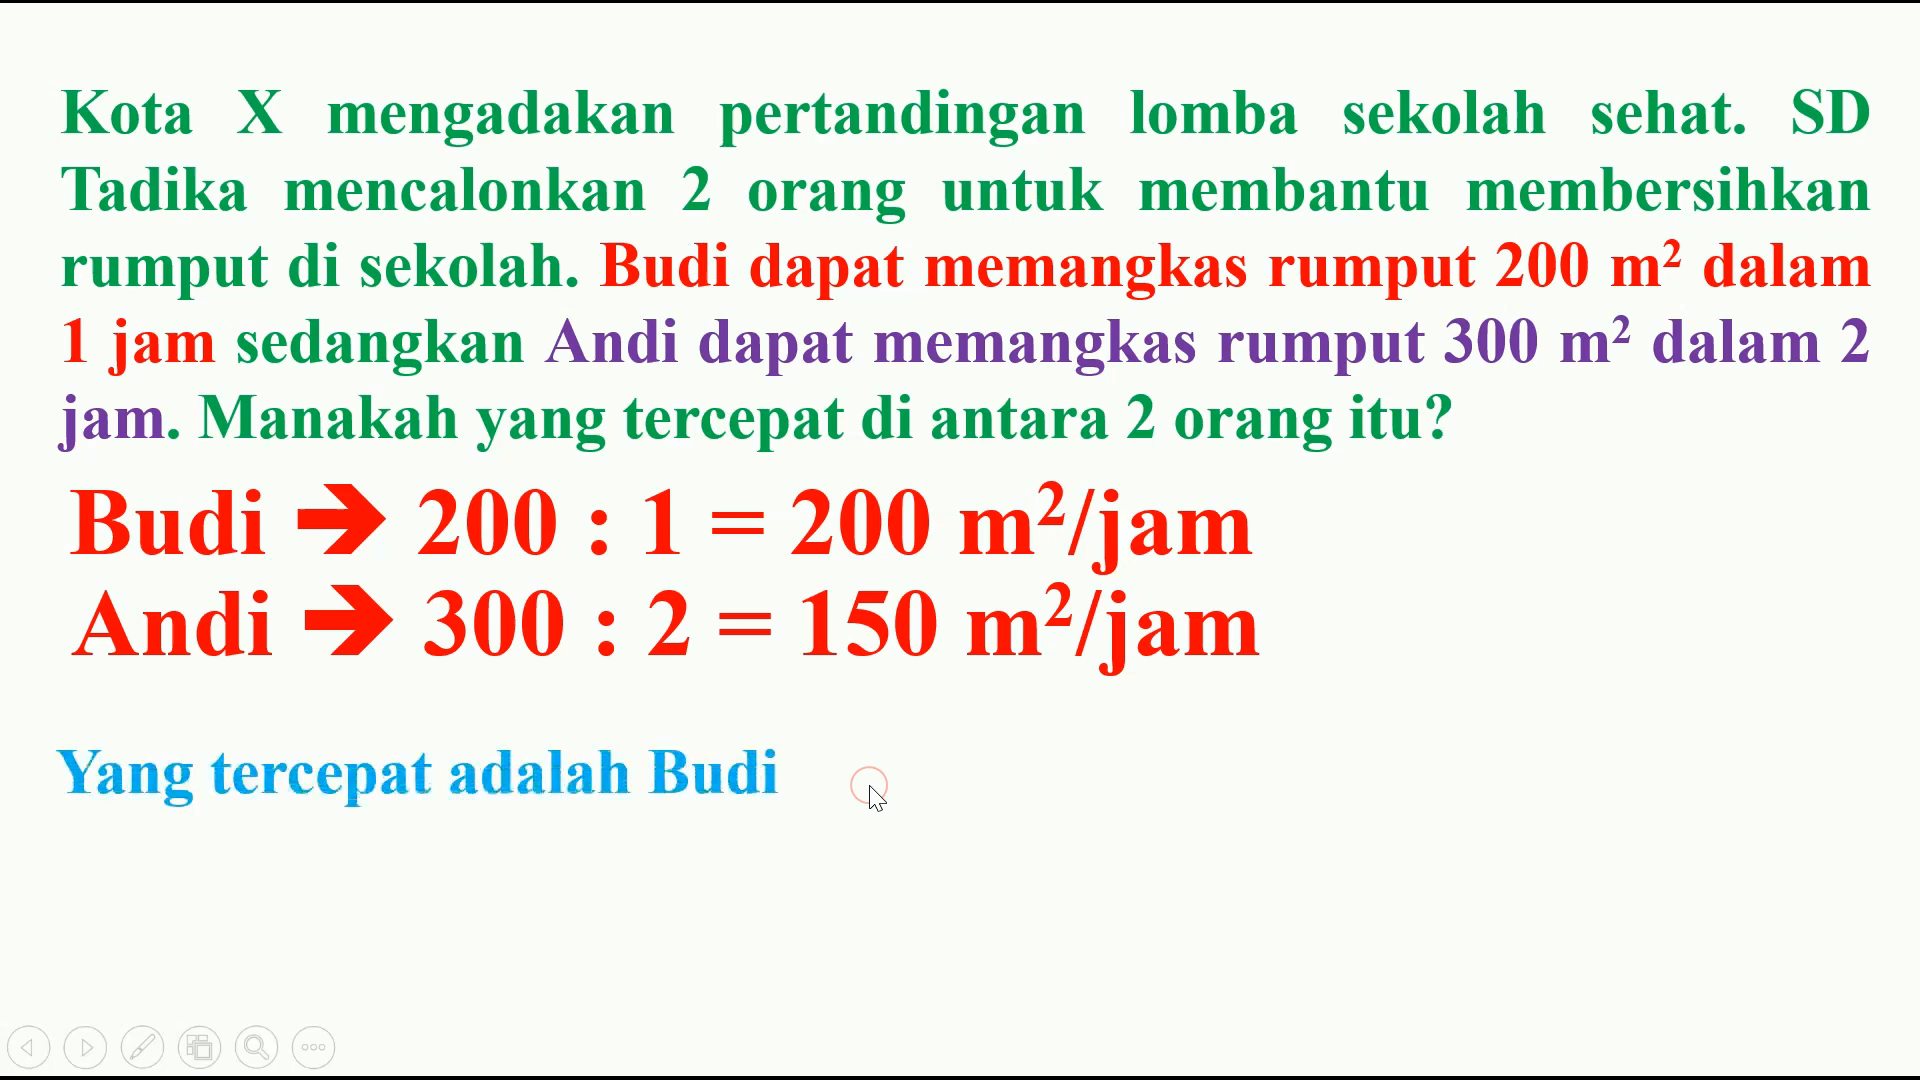 Kota X mengadakan pertandingan lomba sekolah sehat. SD
Tadika mencalonkan 2 orang untuk membantu membersihkan
rumput di sekolah. Budi dapat memangkas rumput 200 m² dalam
1 jam sedangkan Andi dapat memangkas rumput 300 m² dalam 2
jam. Manakah yang tercepat di antara 2 orang itu?
Budi ➔ 200 : 1 = 200 m²/jam
Andi ➔ 300 : 2 = 150 m²/jam
Yang tercepat adalah Budi